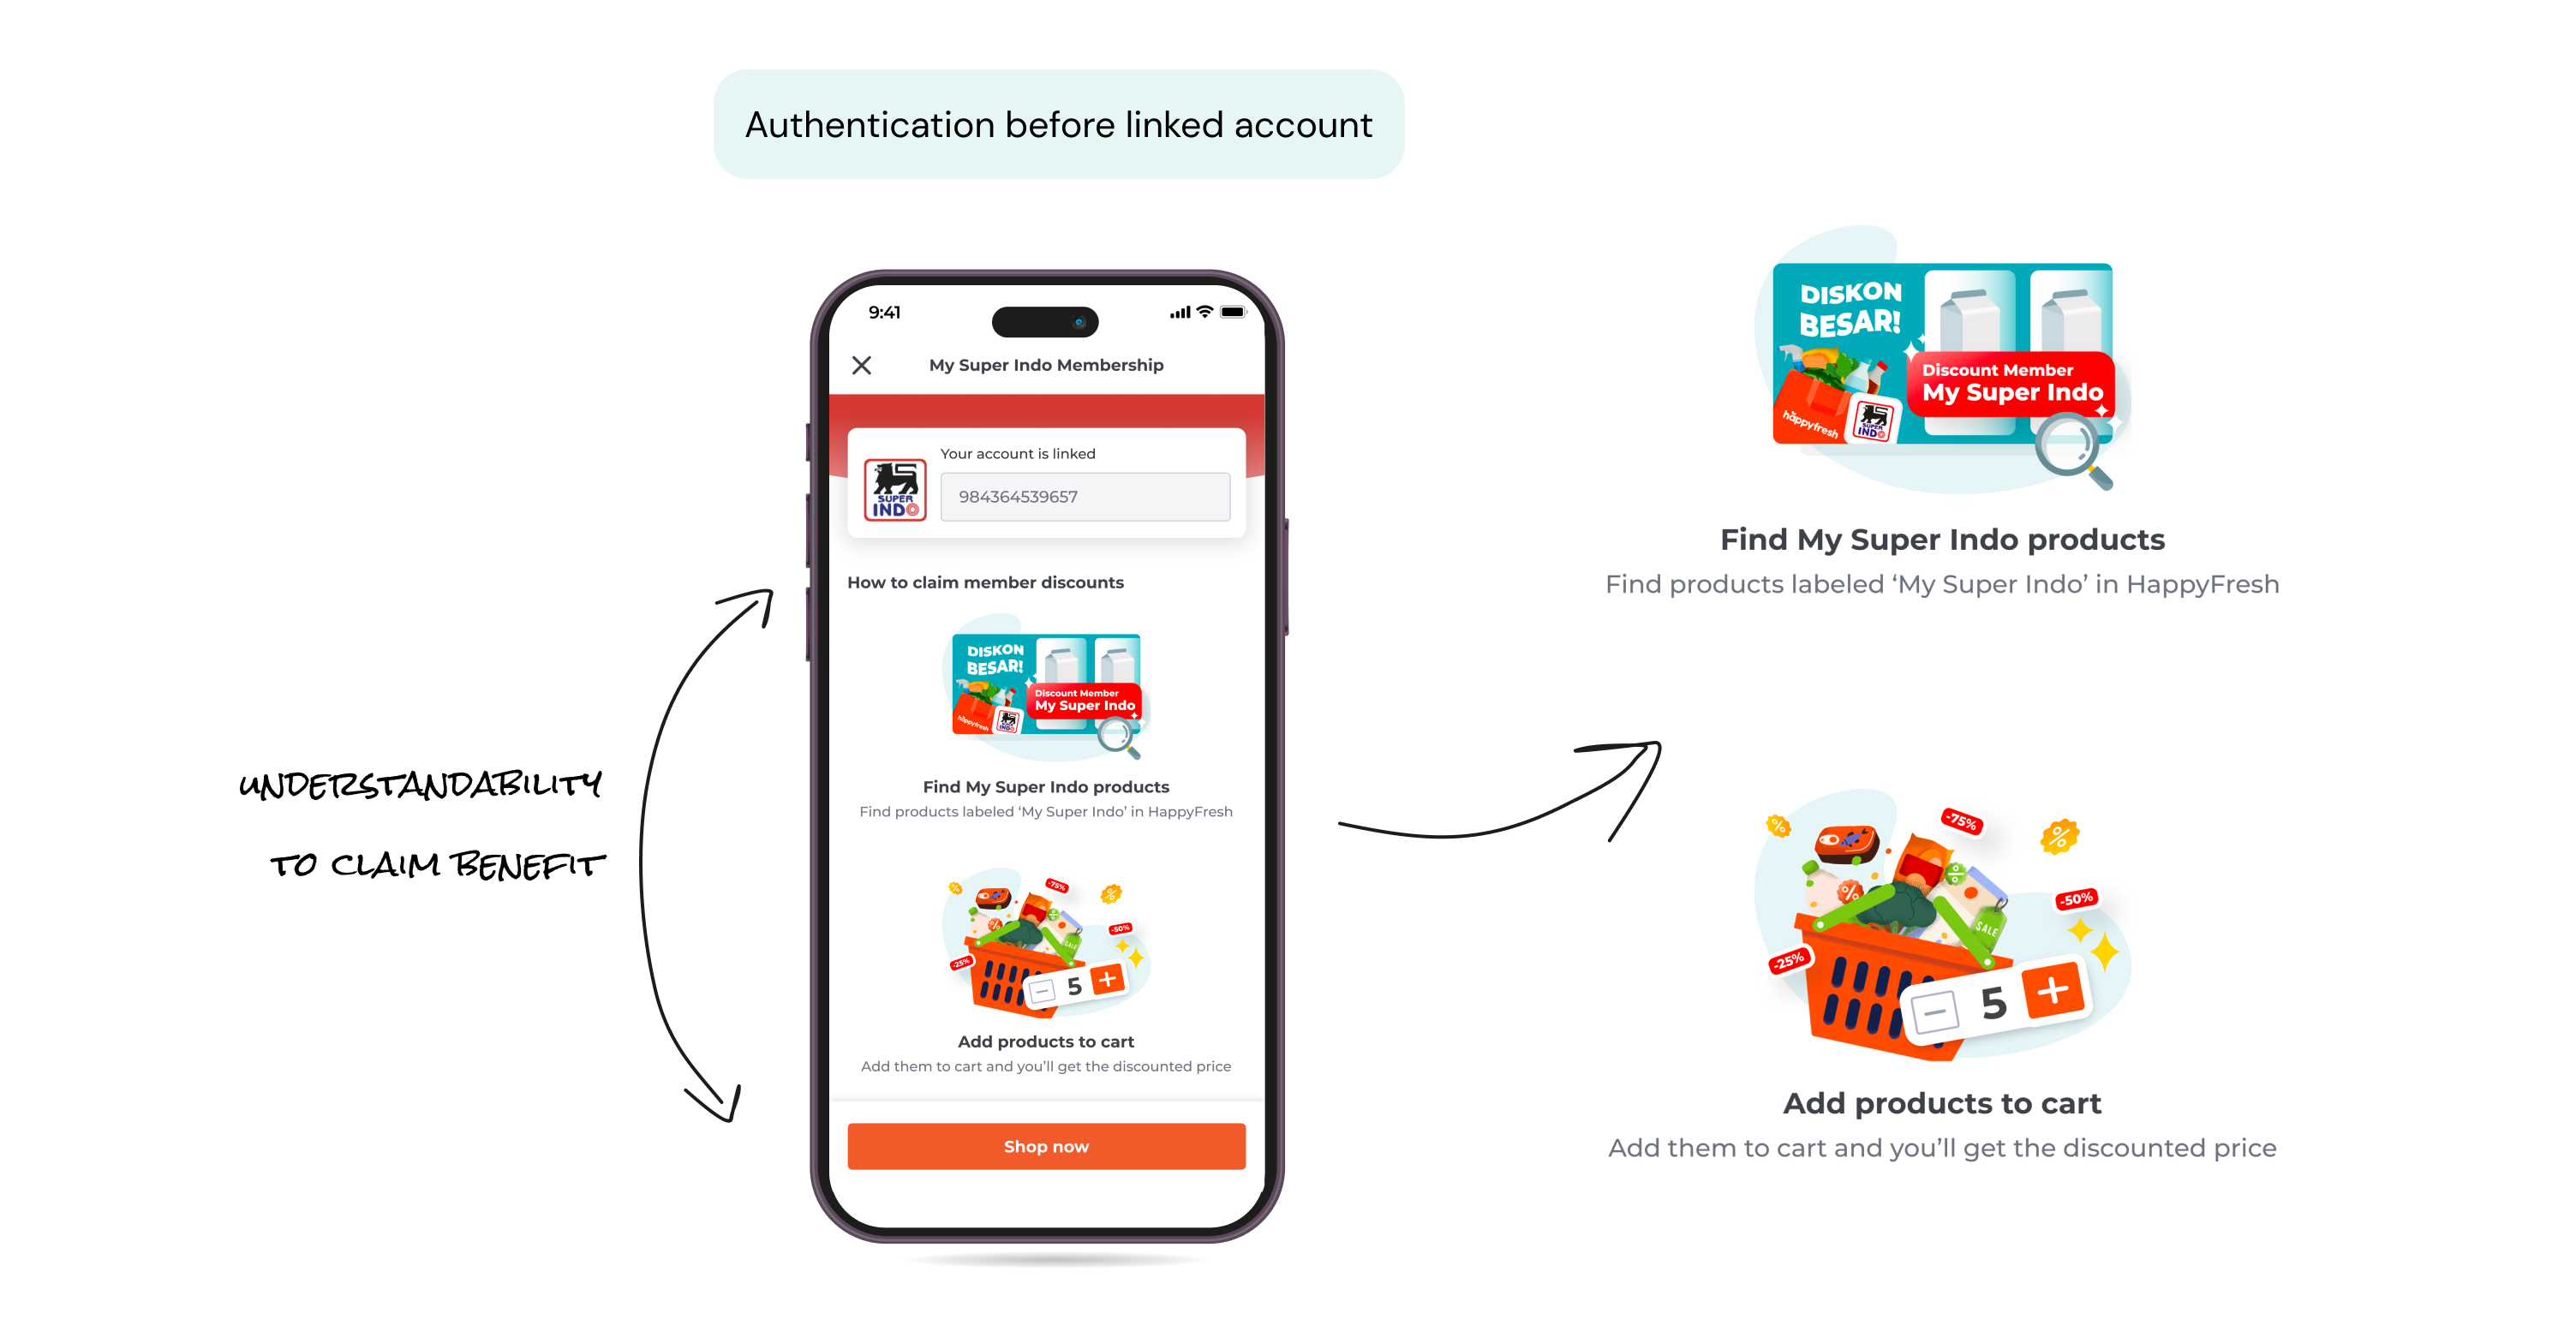 Authentication before linked account
9:41
My Super Indo Membership
Your account is linked
SUPER
INDO
984364539657
How to claim member discounts
DISKON
BESAR!
Discount Member
My Super Indo
happyfresh
SUPER
INDO
Find My Super Indo products
Find products labeled ‘My Super Indo’ in HappyFresh
%
-75%
%
%
%
-50%
SALE
-25%
5
Add products to cart
Add them to cart and you’ll get the discounted price
Shop now
UNDERSTANDABILITY
TO CLAIM BENEFIT
DISKON
BESAR!
Discount Member
My Super Indo
happyfresh
SUPER
INDO
Find My Super Indo products
Find products labeled ‘My Super Indo’ in HappyFresh
%
-75%
%
%
%
-50%
SALE
-25%
5
Add products to cart
Add them to cart and you’ll get the discounted price